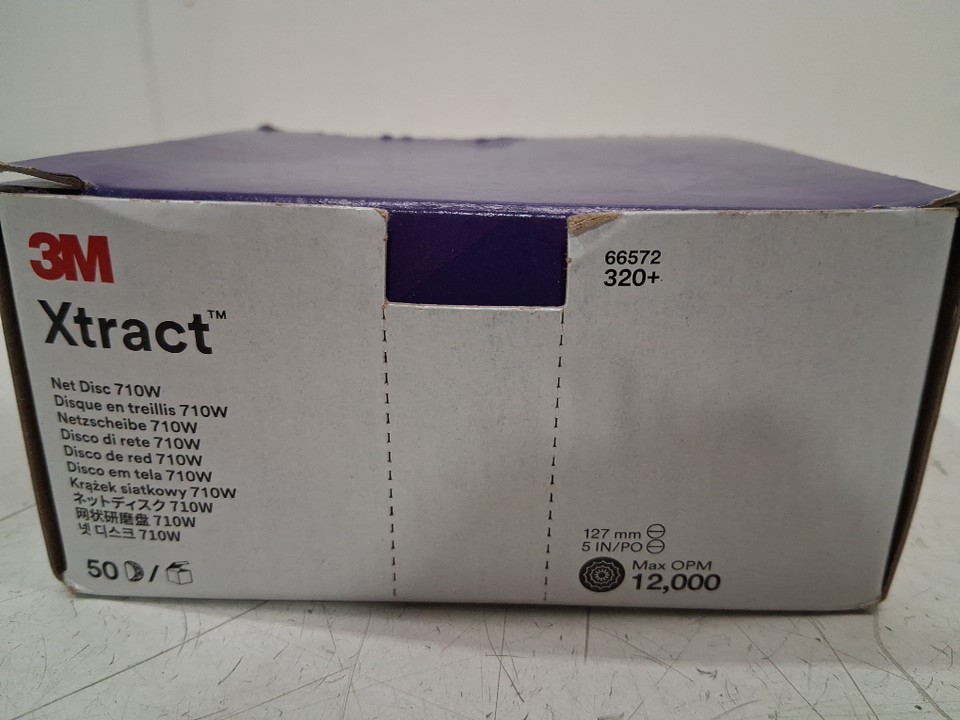 3M
Xtract™
Net Disc 710W
Disque en treillis 710W
Netzscheibe 710W
Disco di rete 710W
Disco de red 710W
Disco em tela 710W
Krążek siatkowy 710W
ネットディスク 710W
网状研磨盘 710W
넷 디스크 710W
50 /
66572
320+
127 mm
5 IN/PO
Max OPM
12,000